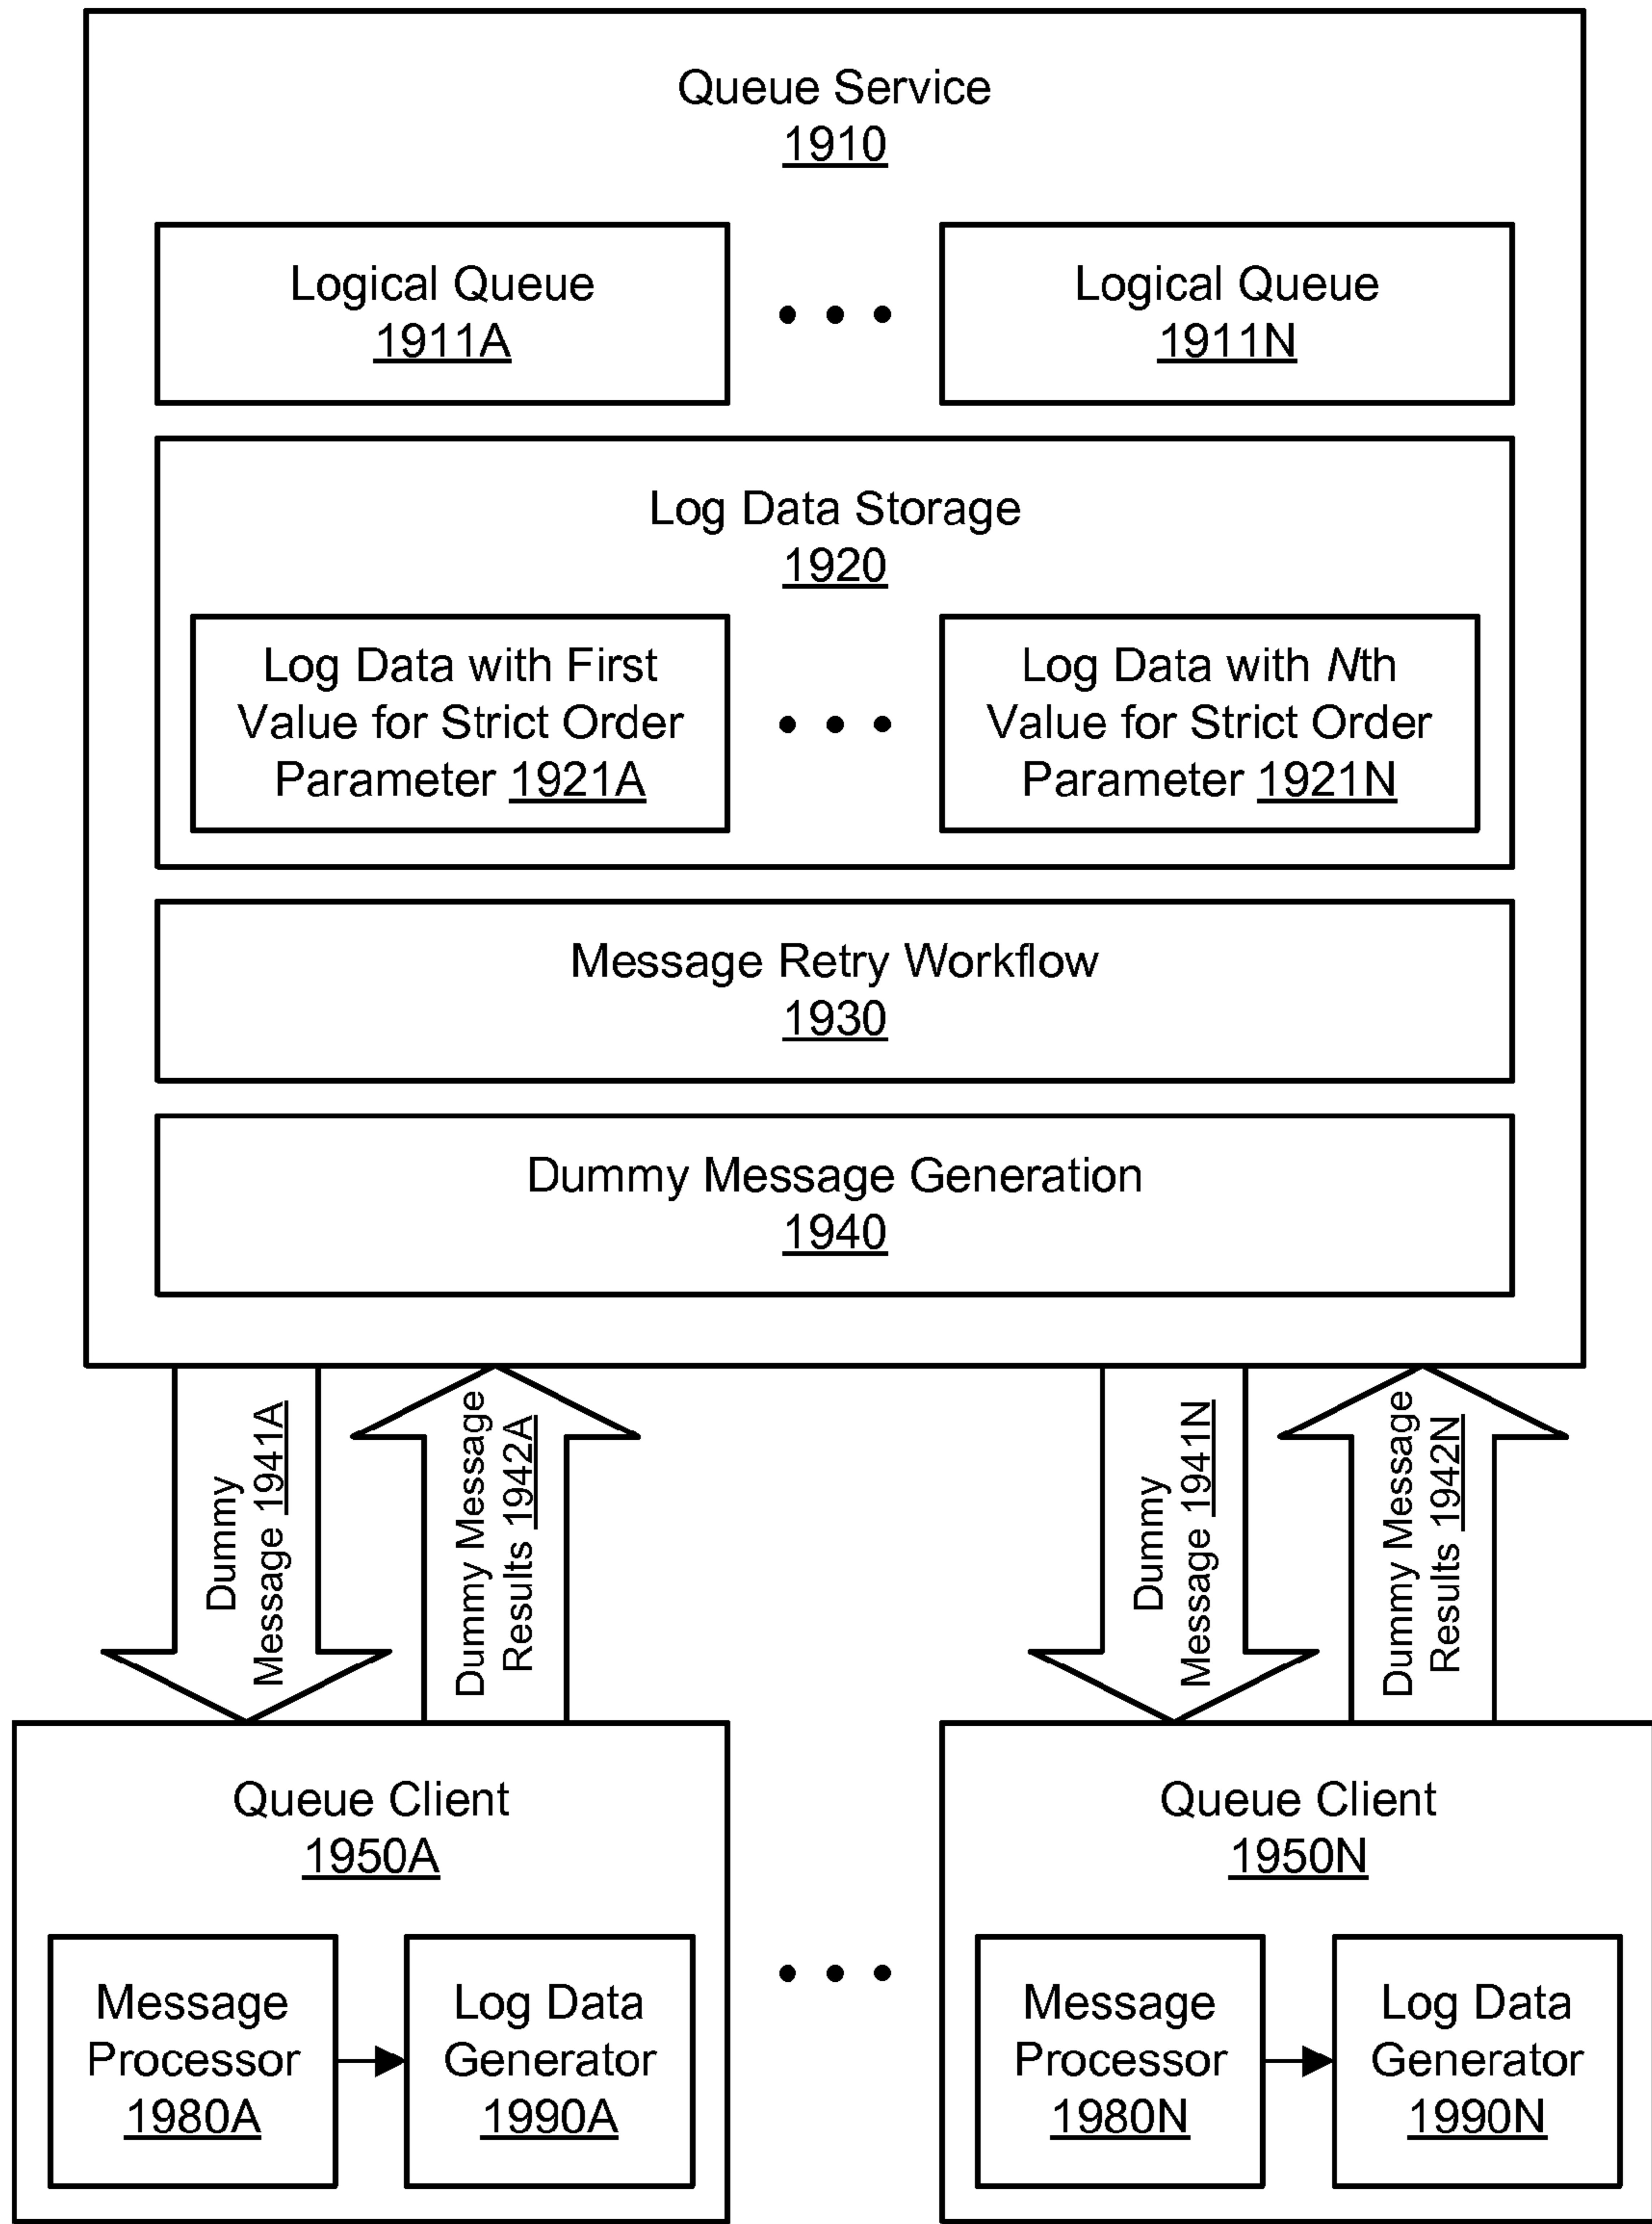 Queue Service
1910
Logical Queue
1911A
Logical Queue
1911N
Log Data Storage
1920
Log Data with First
Value for Strict Order
Parameter 1921A
Log Data with Nth
Value for Strict Order
Parameter 1921N
Message Retry Workflow
1930
Dummy Message Generation
1940
Dummy
Message 1941A
Dummy Message
Results 1942A
Dummy
Message 1941N
Dummy Message
Results 1942N
Queue Client
1950A
Message
Processor
1980A
Log Data
Generator
1990A
Queue Client
1950N
Message
Processor
1980N
Log Data
Generator
1990N